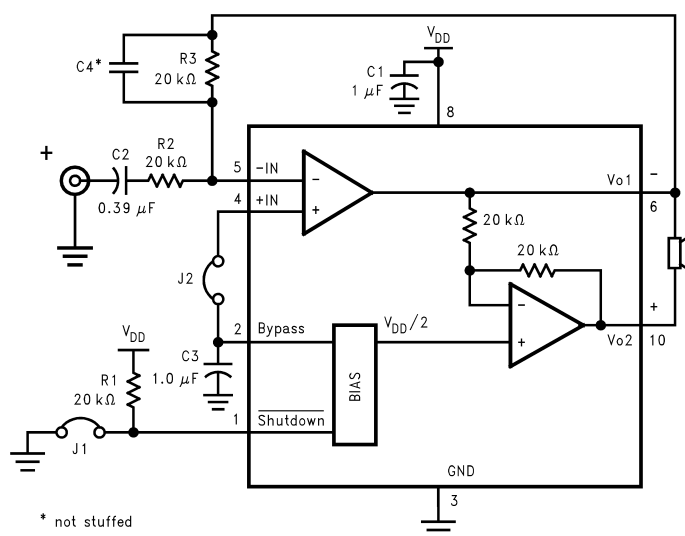 V_DD
C4*
R3
20 kΩ
C1
1 μF
8
+
C2
R2
20 kΩ
0.39 μF
5
-IN
4
+IN
-
+
Vo1
-
6
20 kΩ
20 kΩ
J2
2
Bypass
V_DD/2
-
+
+
Vo2
10
V_DD
C3
1.0 μF
R1
20 kΩ
BIAS
1
Shutdown
J1
GND
3
* not stuffed